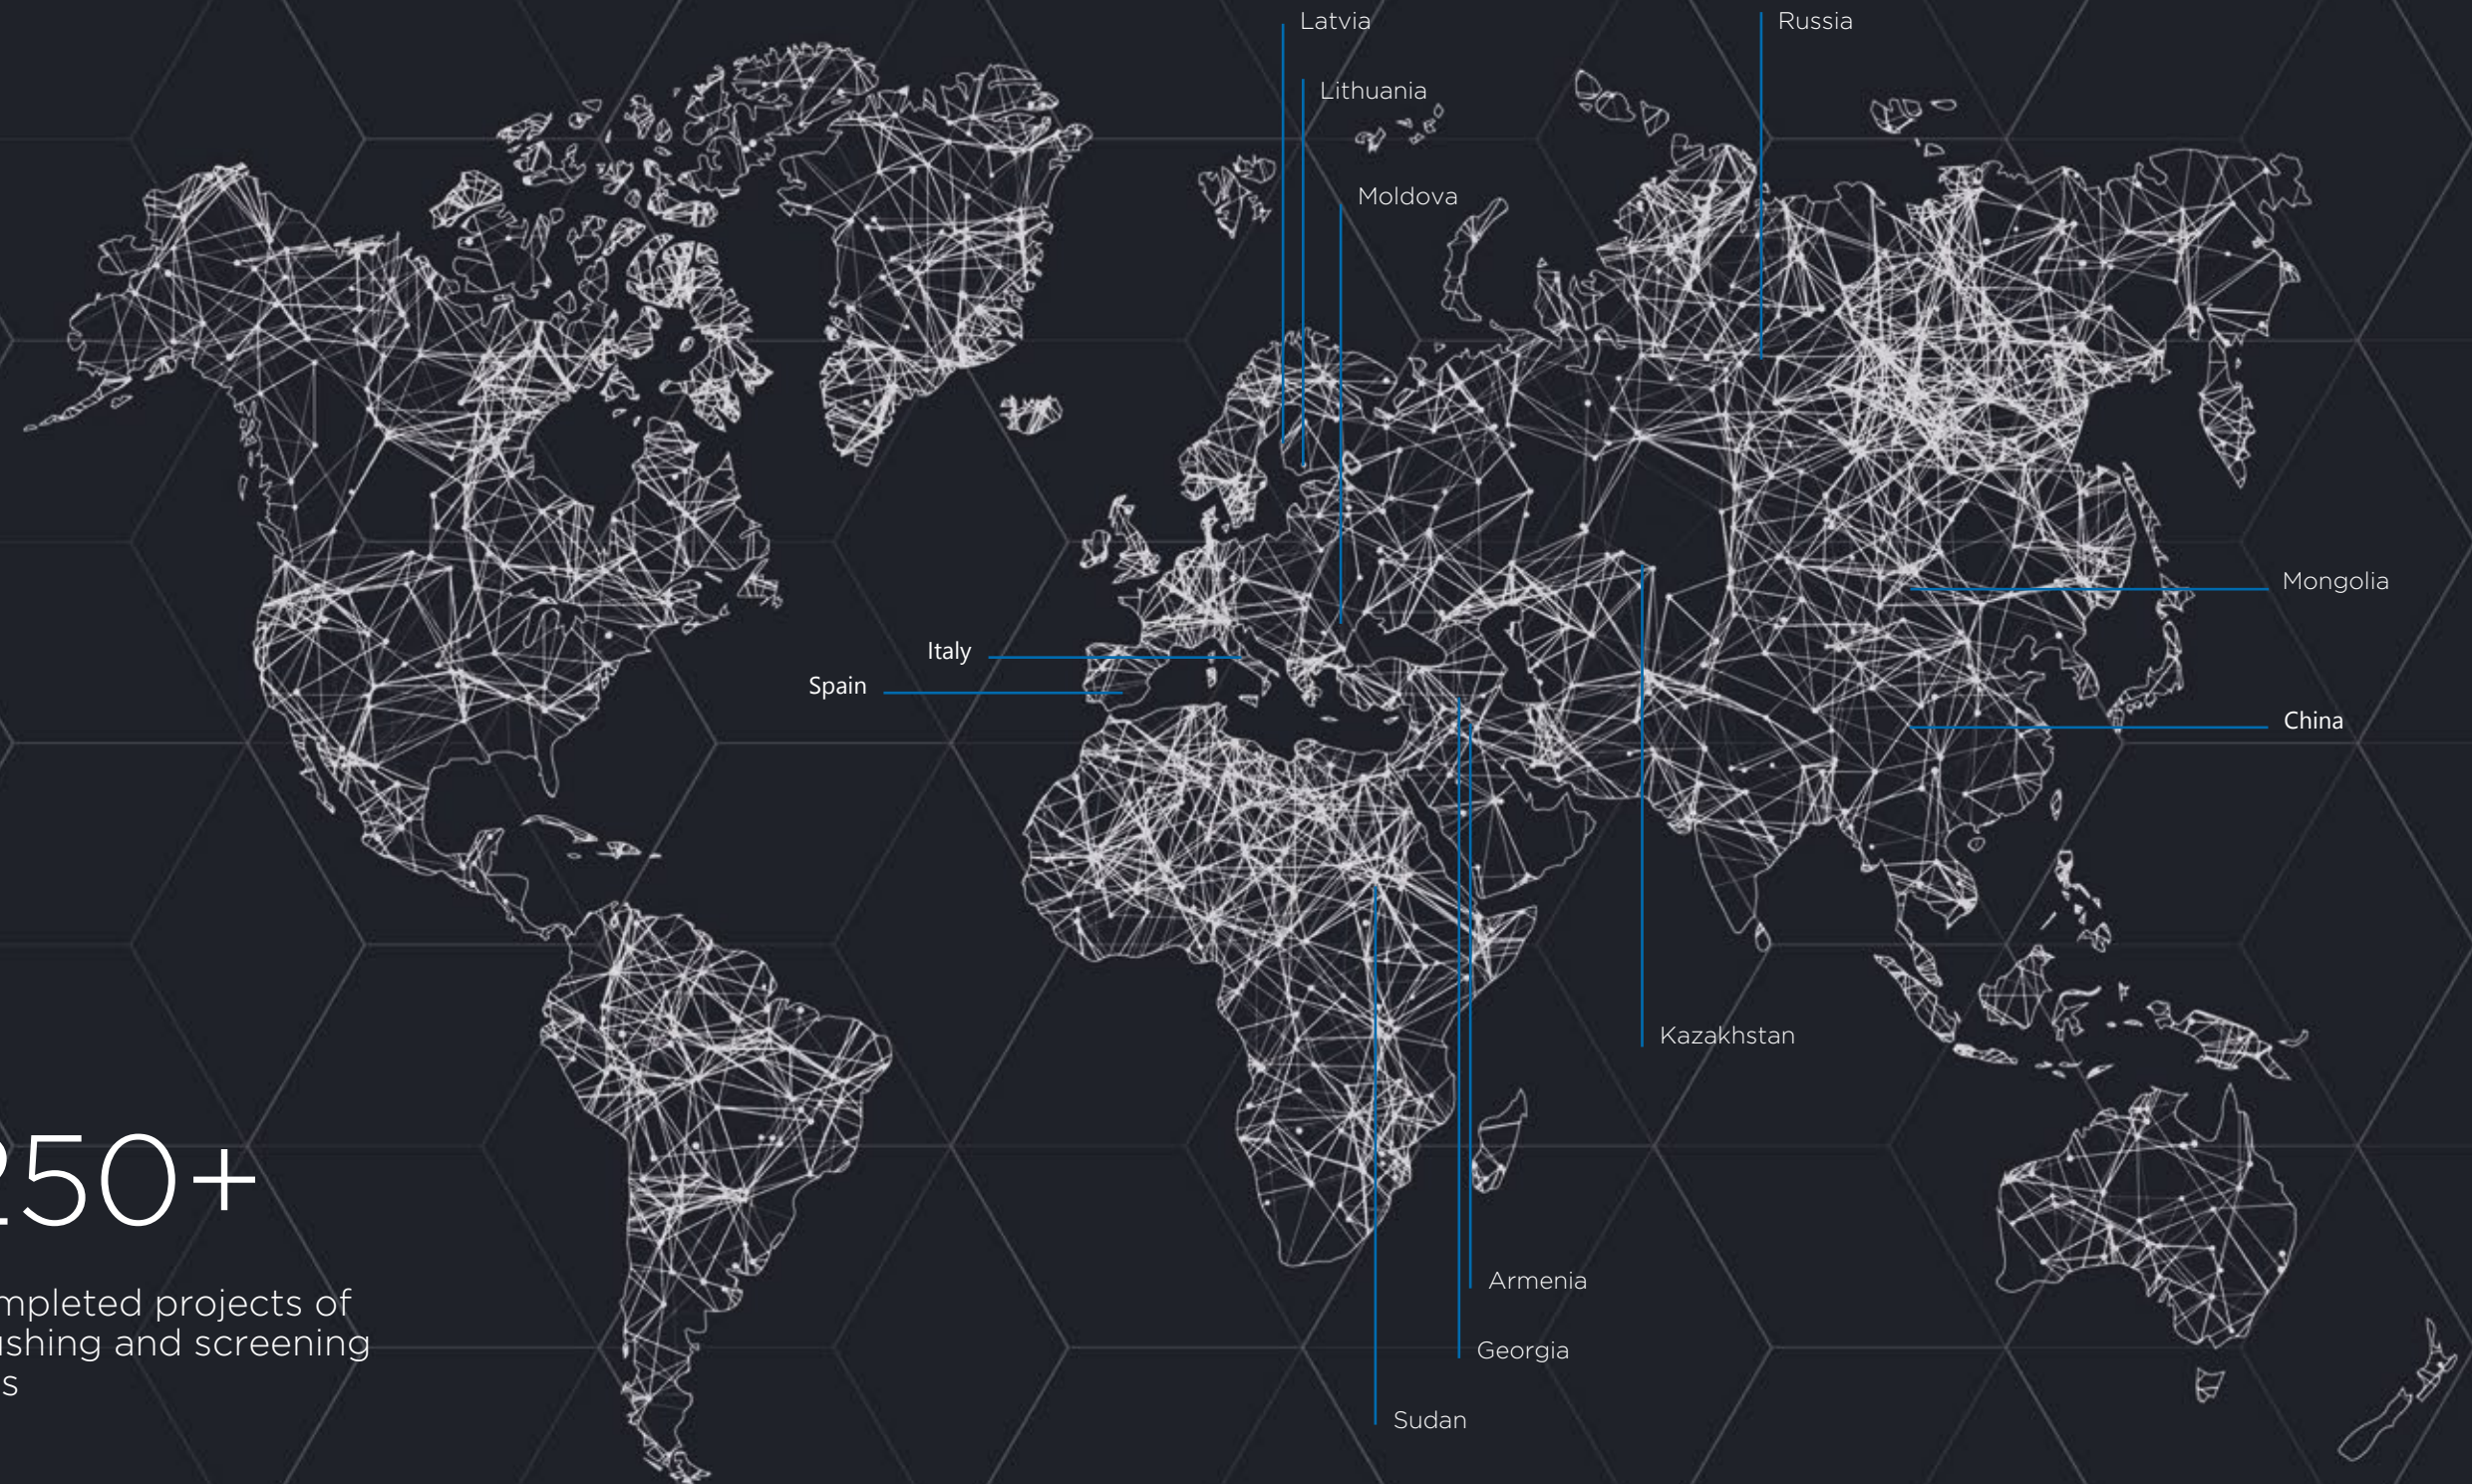 Latvia
Russia
Lithuania
Moldova
Mongolia
Italy
Spain
China
Kazakhstan
250+
mpleted projects of
ushing and screening
s
Armenia
Georgia
Sudan